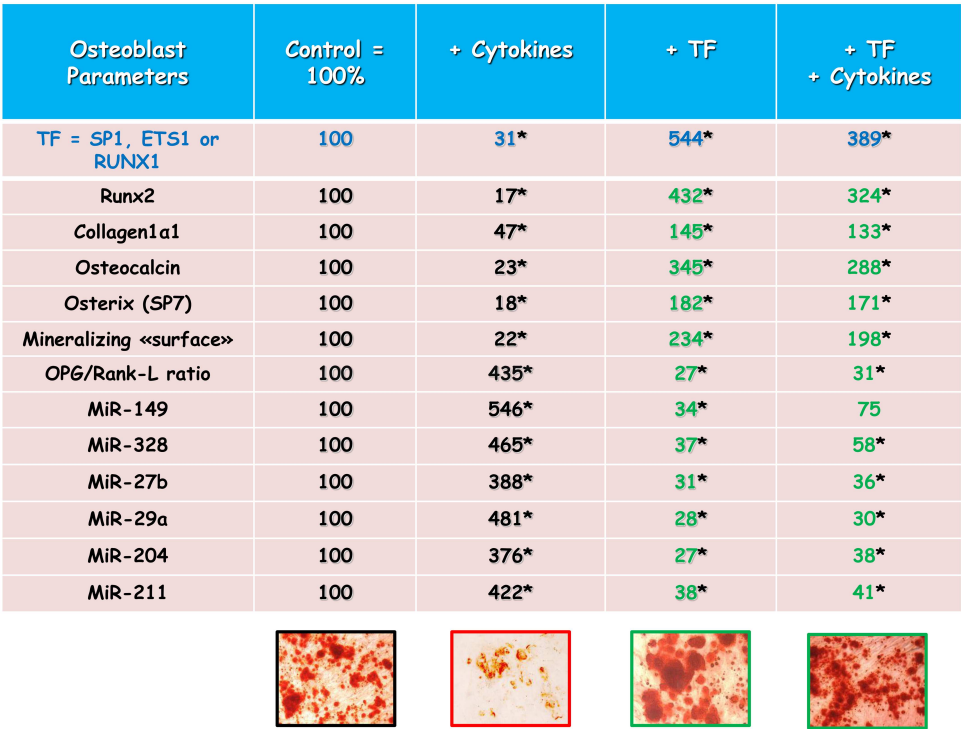 Osteoblast Parameters Control = 100% + Cytokines + TF + TF + Cytokines
TF = SP1, ETS1 or RUNX1 100 31* 544* 389*
Runx2 100 17* 432* 324*
Collagen1a1 100 47* 145* 133*
Osteocalcin 100 23* 345* 288*
Osterix (SP7) 100 18* 182* 171*
Mineralizing «surface» 100 22* 234* 198*
OPG/Rank-L ratio 100 435* 27* 31*
MiR-149 100 546* 34* 75
MiR-328 100 465* 37* 58*
MiR-27b 100 388* 31* 36*
MiR-29a 100 481* 28* 30*
MiR-204 100 376* 27* 38*
MiR-211 100 422* 38* 41*